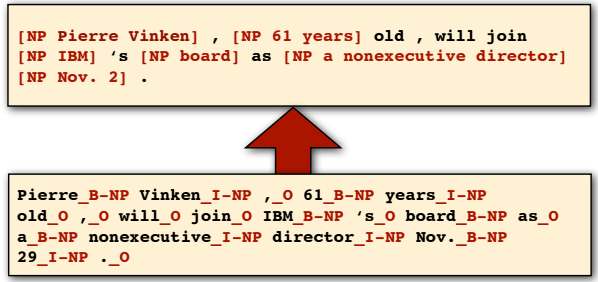 [NP Pierre Vinken] , [NP 61 years] old , will join
[NP IBM] ‘s [NP board] as [NP a nonexecutive director]
[NP Nov. 2] .
Pierre_B-NP Vinken_I-NP ,_O 61_B-NP years_I-NP
old_O ,_O will_O join_O IBM_B-NP ‘s_O board_B-NP as_O
a_B-NP nonexecutive_I-NP director_I-NP Nov._B-NP
29_I-NP ._O